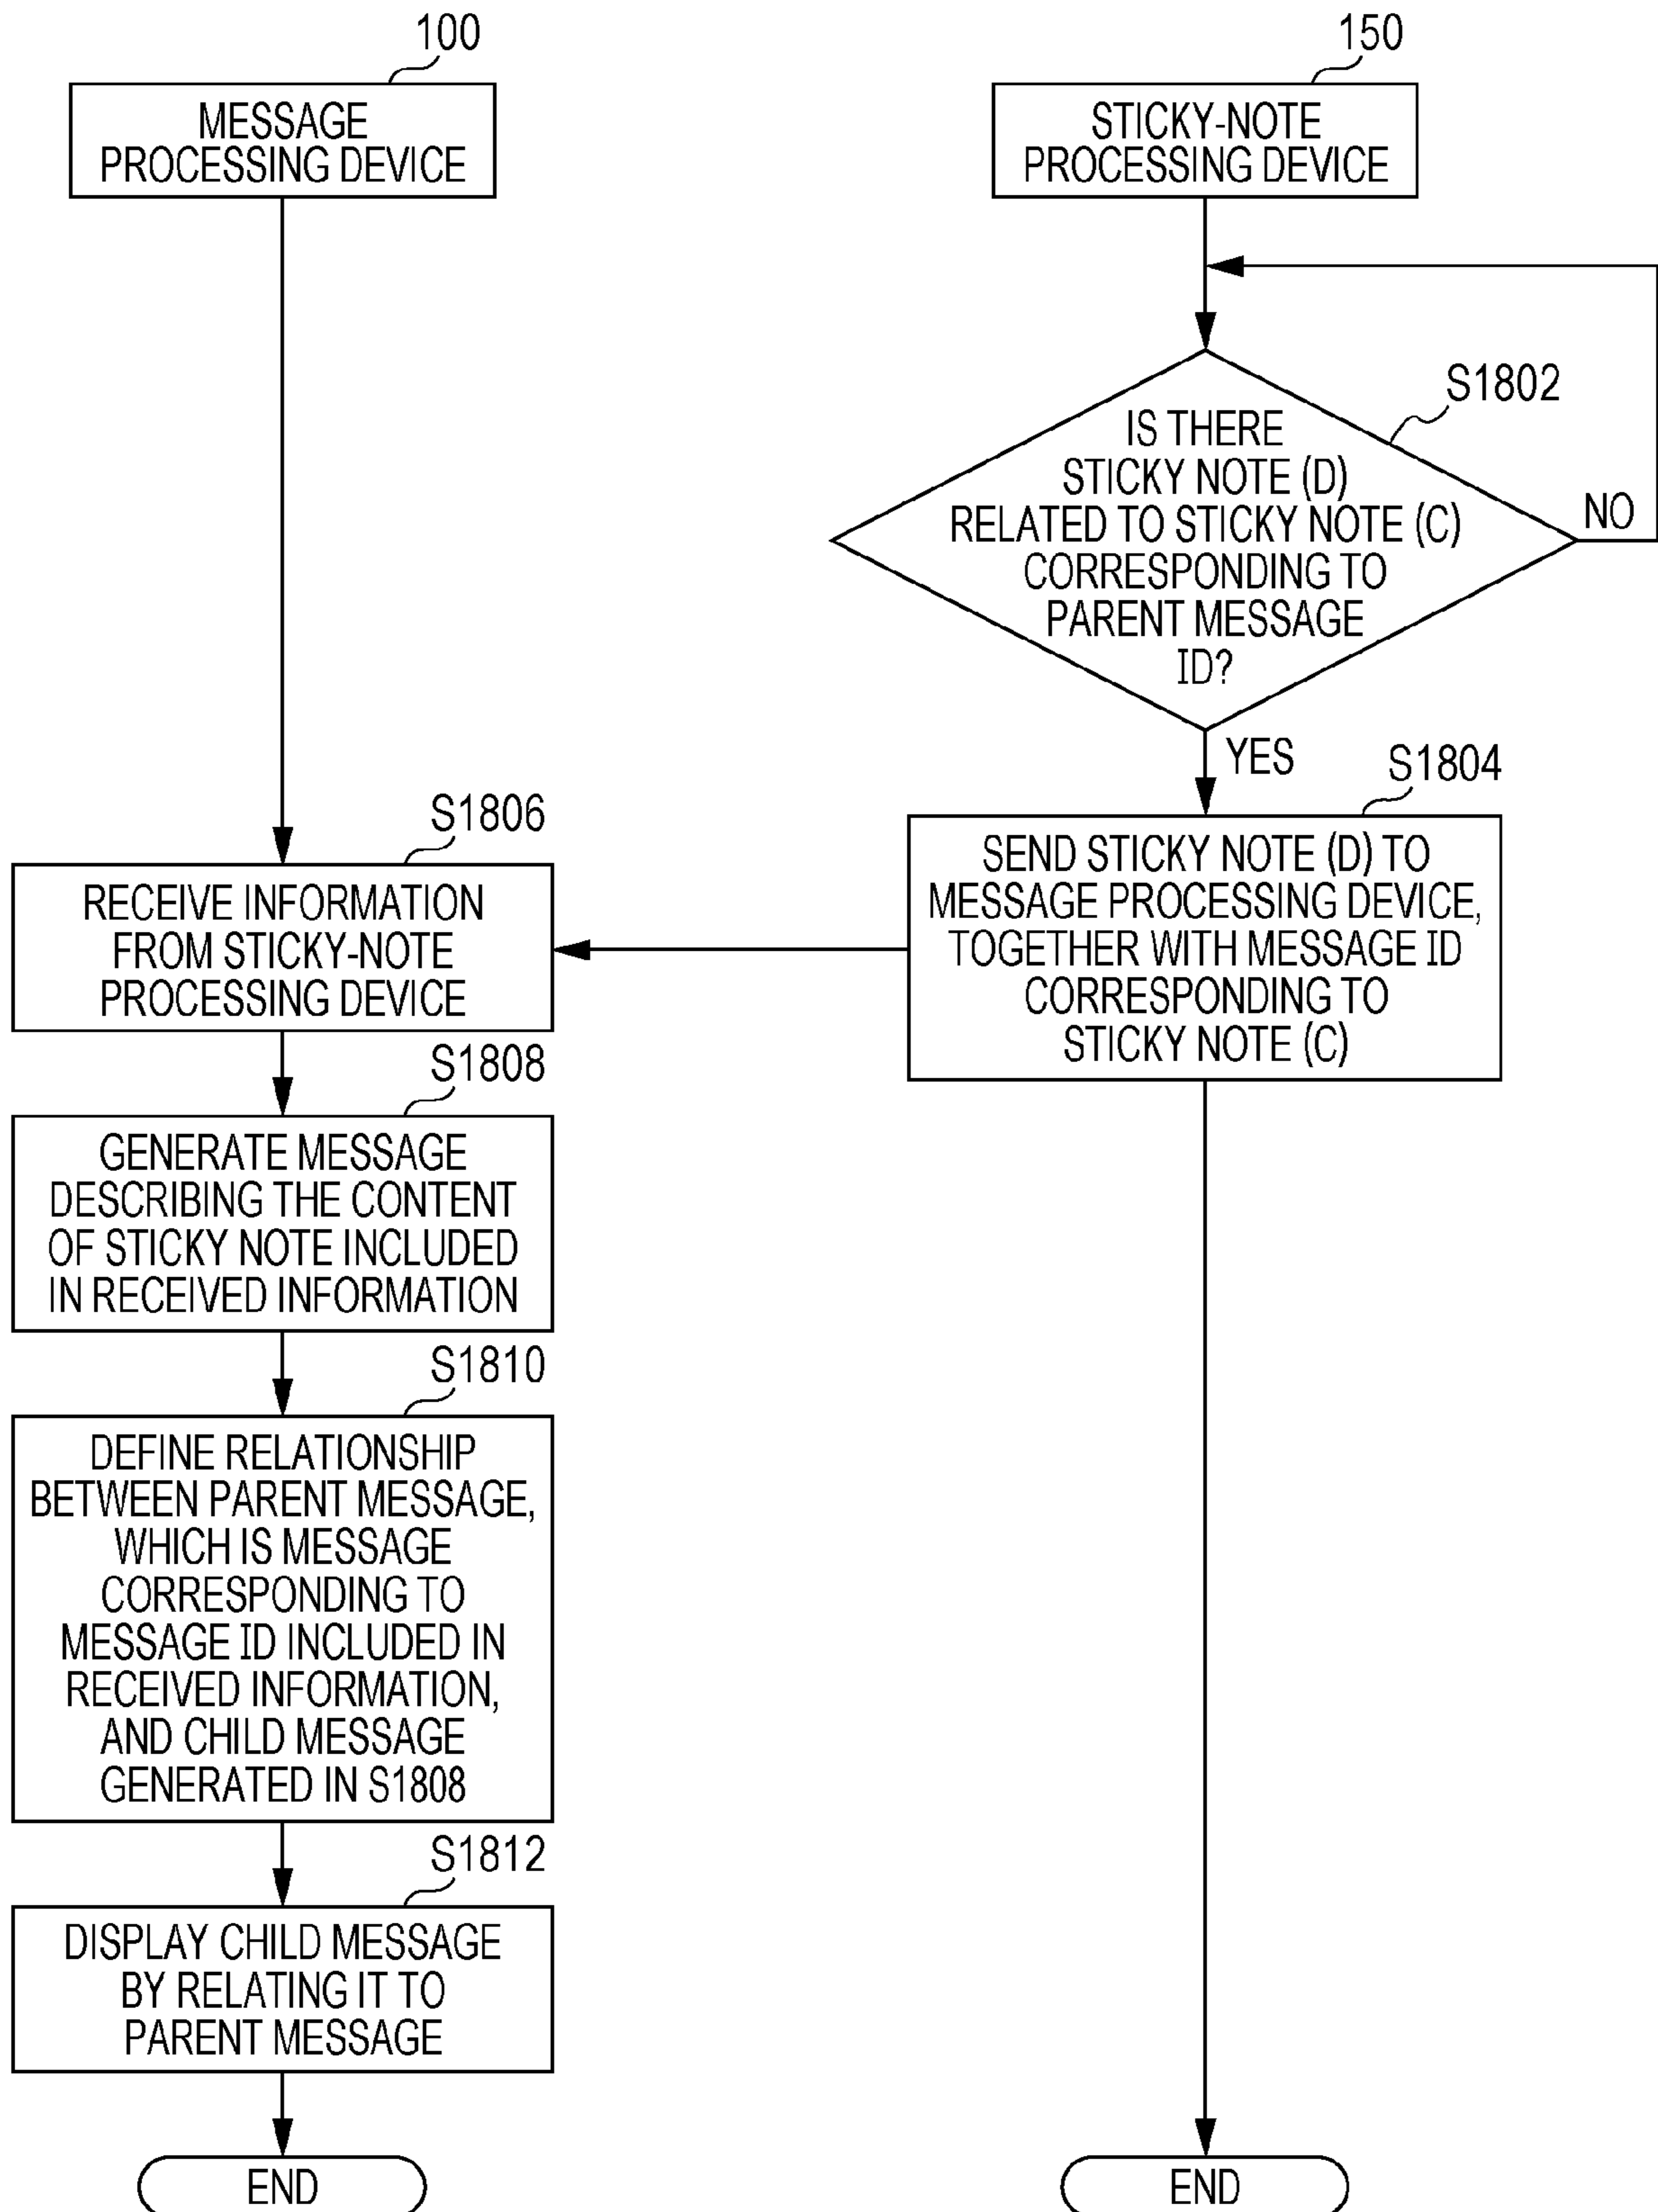 100
MESSAGE
PROCESSING DEVICE
150
STICKY-NOTE
PROCESSING DEVICE
S1802
IS THERE
STICKY NOTE (D)
RELATED TO STICKY NOTE (C)
CORRESPONDING TO
PARENT MESSAGE
ID?
NO
YES
S1804
SEND STICKY NOTE (D) TO
MESSAGE PROCESSING DEVICE,
TOGETHER WITH MESSAGE ID
CORRESPONDING TO
STICKY NOTE (C)
S1806
RECEIVE INFORMATION
FROM STICKY-NOTE
PROCESSING DEVICE
S1808
GENERATE MESSAGE
DESCRIBING THE CONTENT
OF STICKY NOTE INCLUDED
IN RECEIVED INFORMATION
S1810
DEFINE RELATIONSHIP
BETWEEN PARENT MESSAGE,
WHICH IS MESSAGE
CORRESPONDING TO
MESSAGE ID INCLUDED IN
RECEIVED INFORMATION,
AND CHILD MESSAGE
GENERATED IN S1808
S1812
DISPLAY CHILD MESSAGE
BY RELATING IT TO
PARENT MESSAGE
END
END